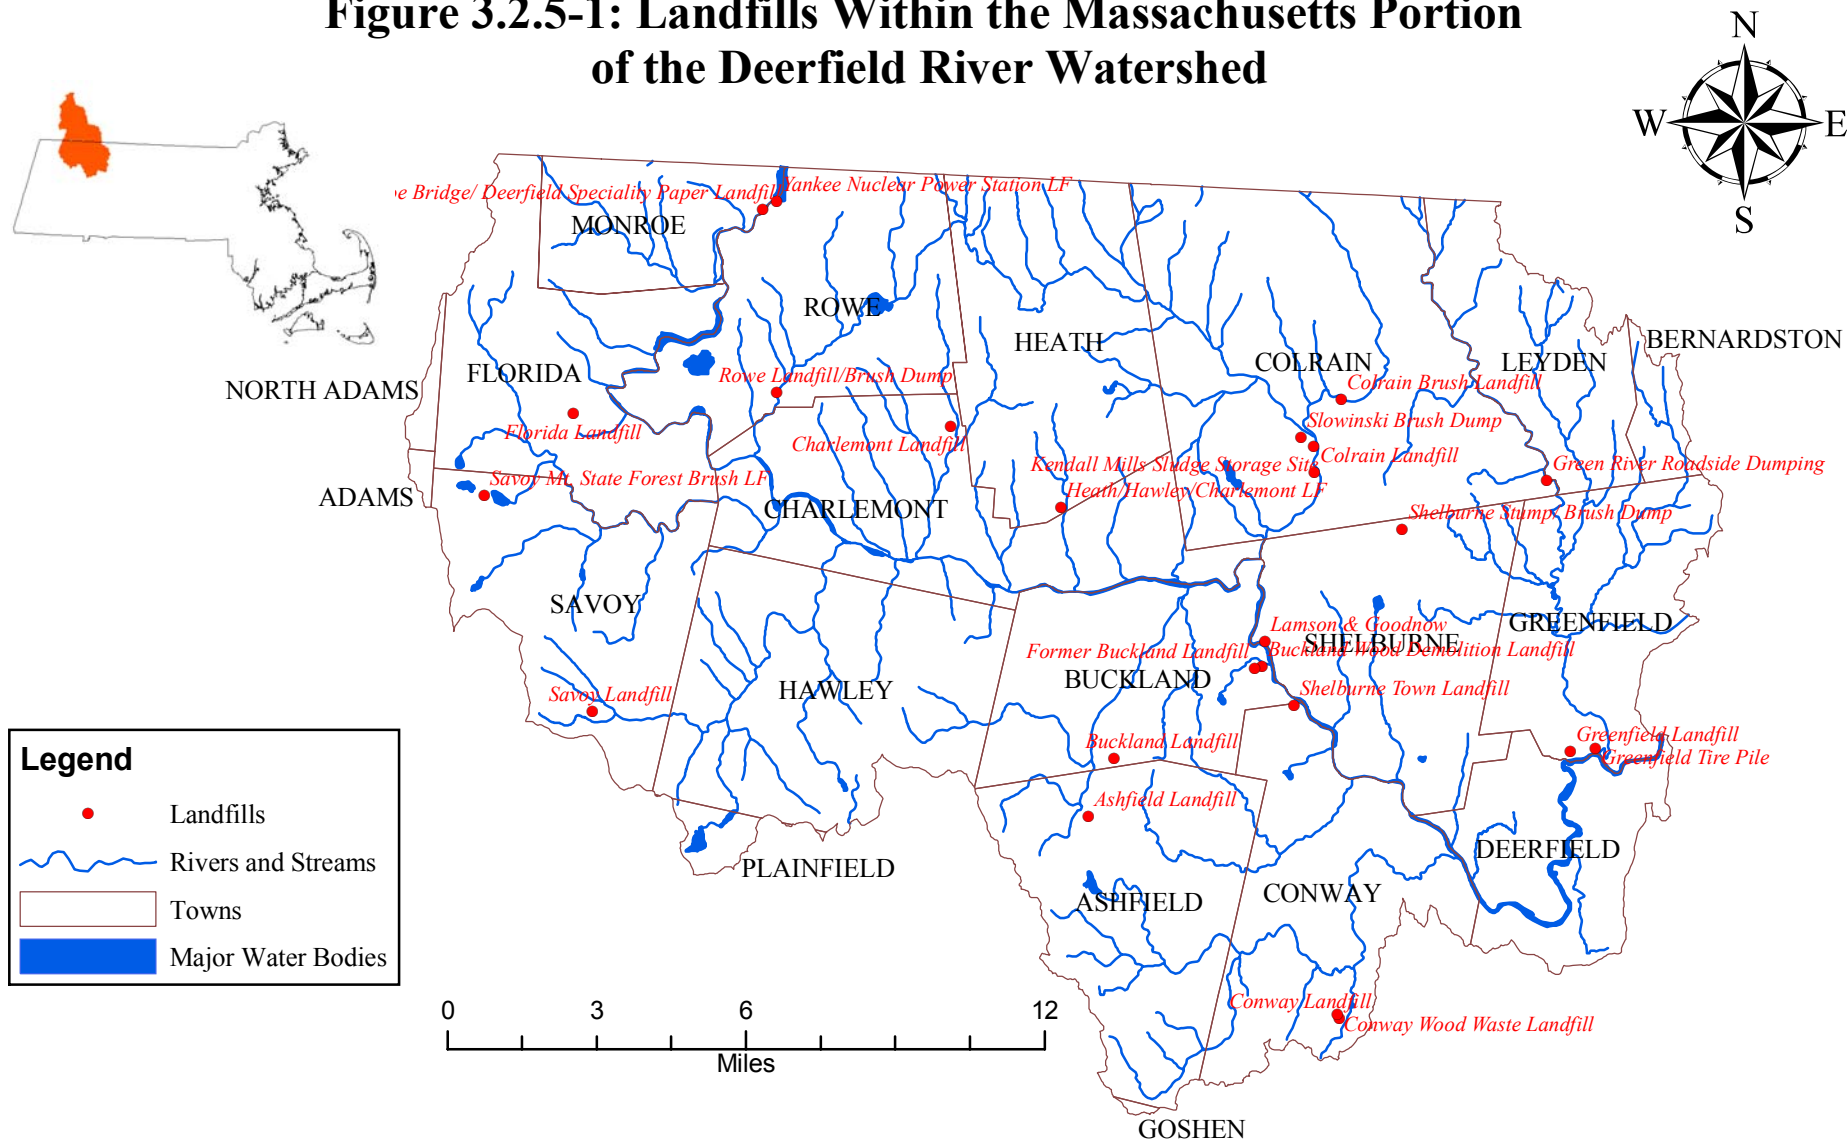 Figure 3.2.5-1: Landfills Within the Massachusetts Portion
of the Deerfield River Watershed
N
W
E
S
Bridge/ Deerfield Speciality Paper Landfill
Yankee Nuclear Power Station LF
MONROE
ROWE
HEATH
COLRAIN
LEYDEN
BERNARDSTON
FLORIDA
NORTH ADAMS
Rowe Landfill/Brush Dump
Colrain Brush Landfill
Slowinski Brush Dump
Florida Landfill
Charlemont Landfill
Colrain Landfill
Kendall Mills Sludge Storage Site
Green River Roadside Dumping
Savoy Mt. State Forest Brush LF
Heath/Hawley/Charlemont LF
ADAMS
CHARLEMONT
Shelburne Stump/ Brush Dump
SAVOY
GREENFIELD
Lamson & Goodnow
SHELBURNE
Former Buckland Landfill
Buckland Wood Demolition Landfill
BUCKLAND
HAWLEY
Savoy Landfill
Shelburne Town Landfill
Buckland Landfill
Greenfield Landfill
Greenfield Tire Pile
Ashfield Landfill
DEERFIELD
PLAINFIELD
ASHFIELD
CONWAY
Conway Landfill
Conway Wood Waste Landfill
GOSHEN
Legend
Landfills
Rivers and Streams
Towns
Major Water Bodies
0 3 6 12
Miles